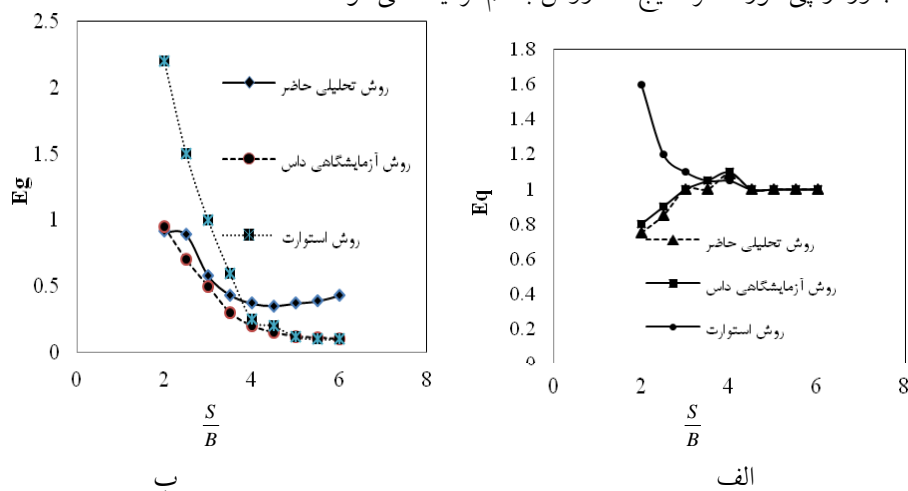 Eg
2.5
2
1.5
1
0.5
0
0 2 4 6 8
S
B
روش تحلیلی حاضر
روش آزمایشگاهی داس
روش استوارت
ب
Eq
1.8
1.6
1.4
1.2
1
0.8
0.6
0.4
0.2
0
0 2 4 6 8
S
B
روش تحلیلی حاضر
روش آزمایشگاهی داس
روش استوارت
الف